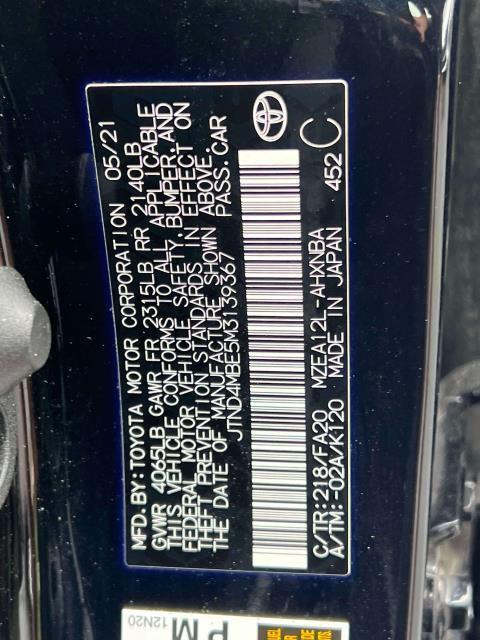 MFD.BY:TOYOTA MOTOR CORPORATION 05/21
GVWR 4065LB GAWR FR 2315LB RR 2140LB
THIS VEHICLE CONFORMS TO ALL APPLICABLE
FEDERAL MOTOR VEHICLE SAFETY,BUMPER,AND
THEFT PREVENTION STANDARDS IN EFFECT ON
THE DATE OF MANUFACTURE SHOWN ABOVE.
JTND4MBE5M3139367 PASS.CAR
C/TR:218/FA20 MZEA12L-AHXNBA 452
A/TM:-02A/K120 MADE IN JAPAN
C
PM
12N20